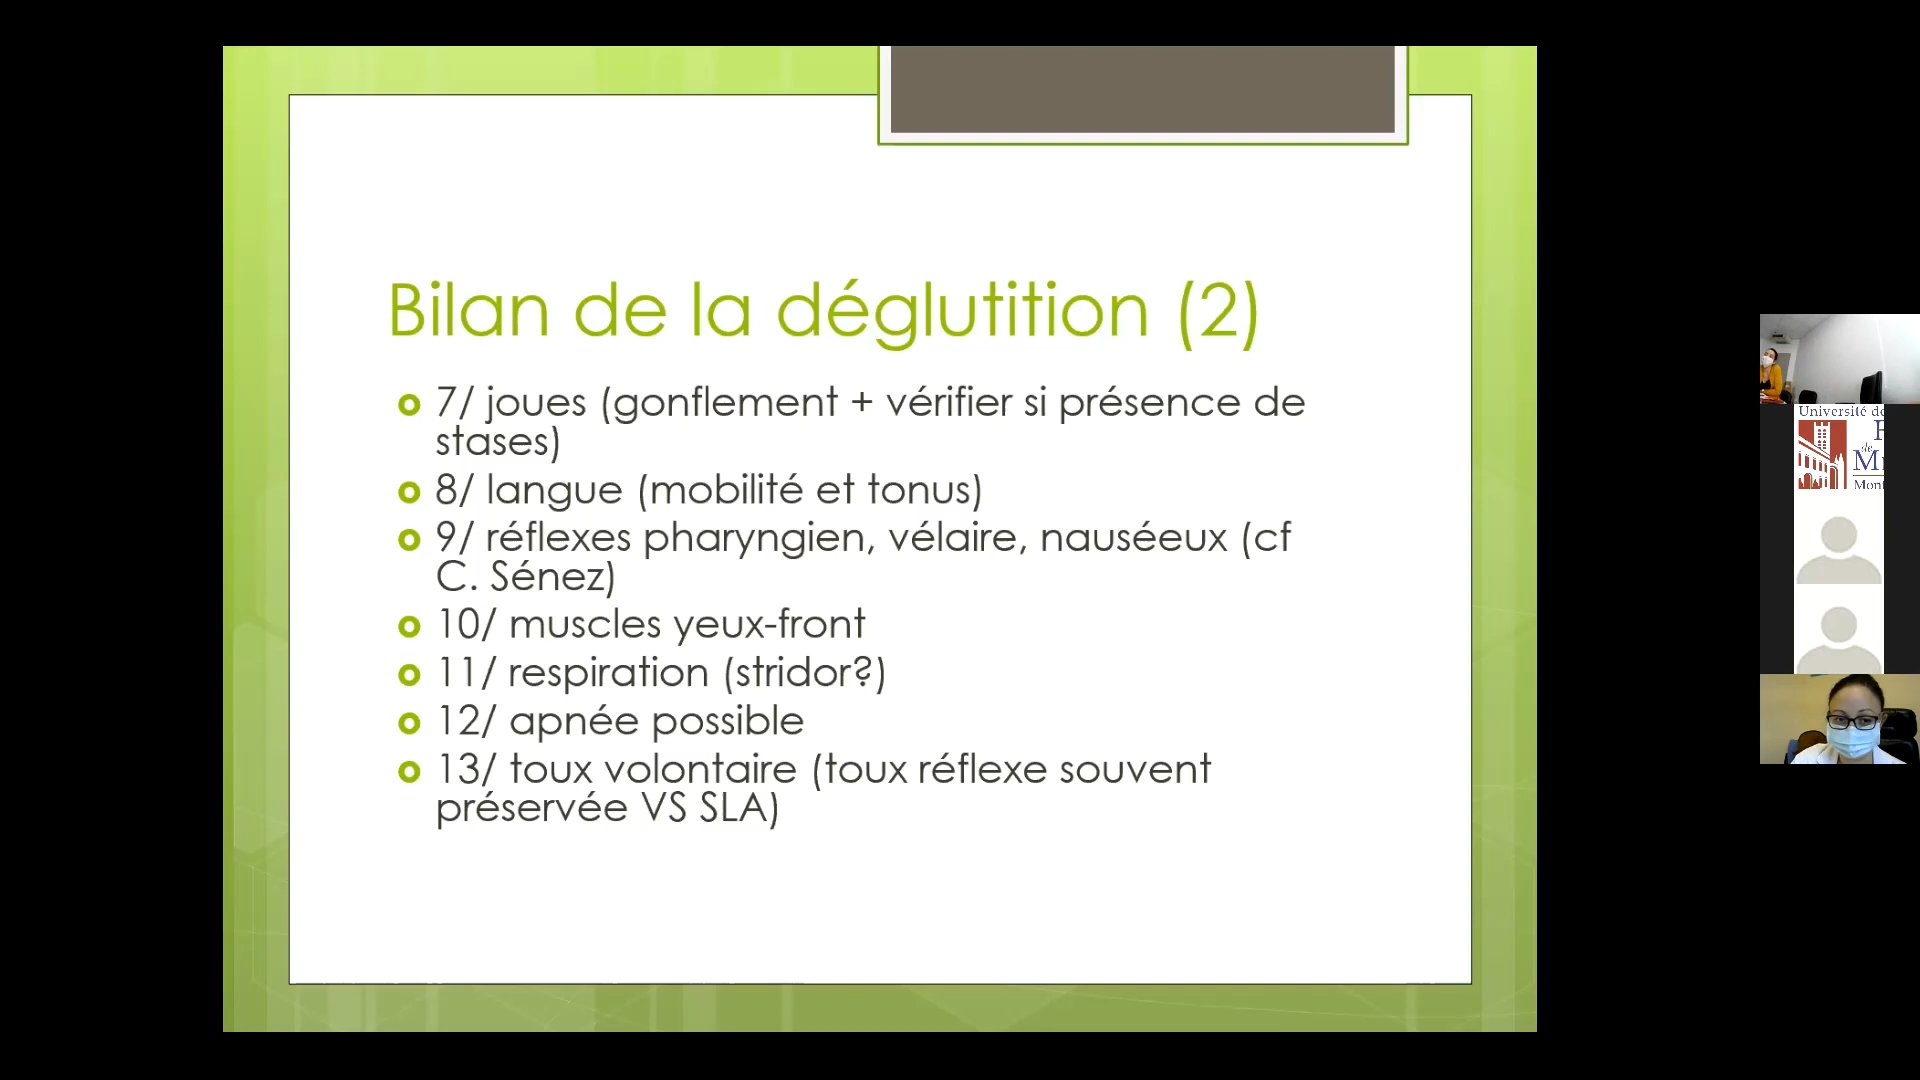 Bilan de la déglutition (2)
7/ joues (gonflement + vérifier si présence de
stases)
8/ langue (mobilité et tonus)
9/ réflexes pharyngien, vélaire, nauséeux (cf
C. Sénez)
10/ muscles yeux-front
11/ respiration (stridor?)
12/ apnée possible
13/ toux volontaire (toux réflexe souvent
préservée VS SLA)
Université
de